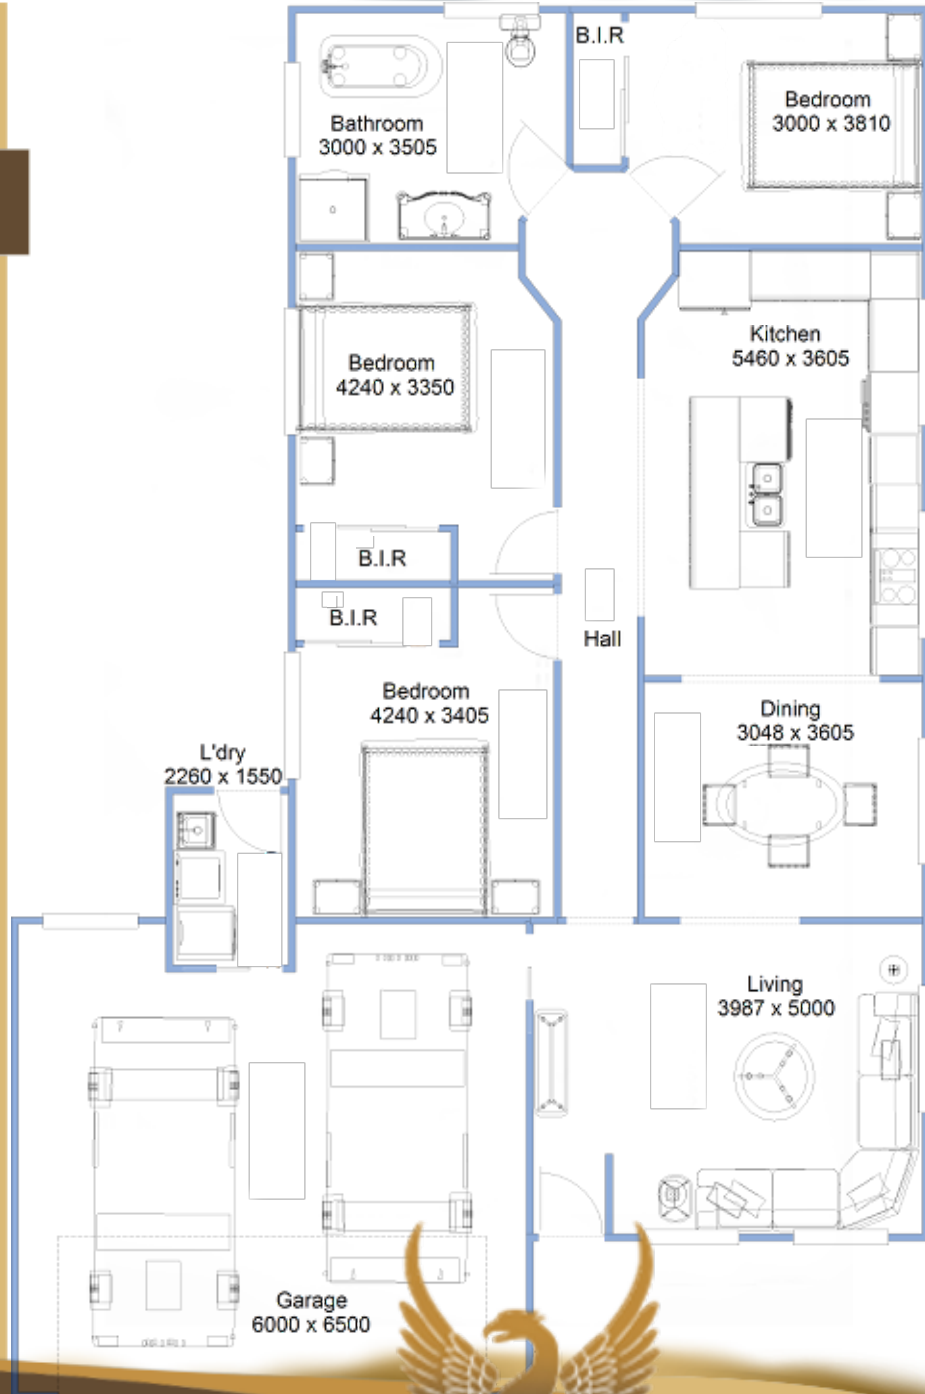 B.I.R
Bathroom
3000 x 3505
Bedroom
3000 x 3810
Bedroom
4240 x 3350
Kitchen
5460 x 3605
B.I.R
B.I.R
Hall
Bedroom
4240 x 3405
Dining
3048 x 3605
L'dry
2260 x 1550
Living
3987 x 5000
Garage
6000 x 6500